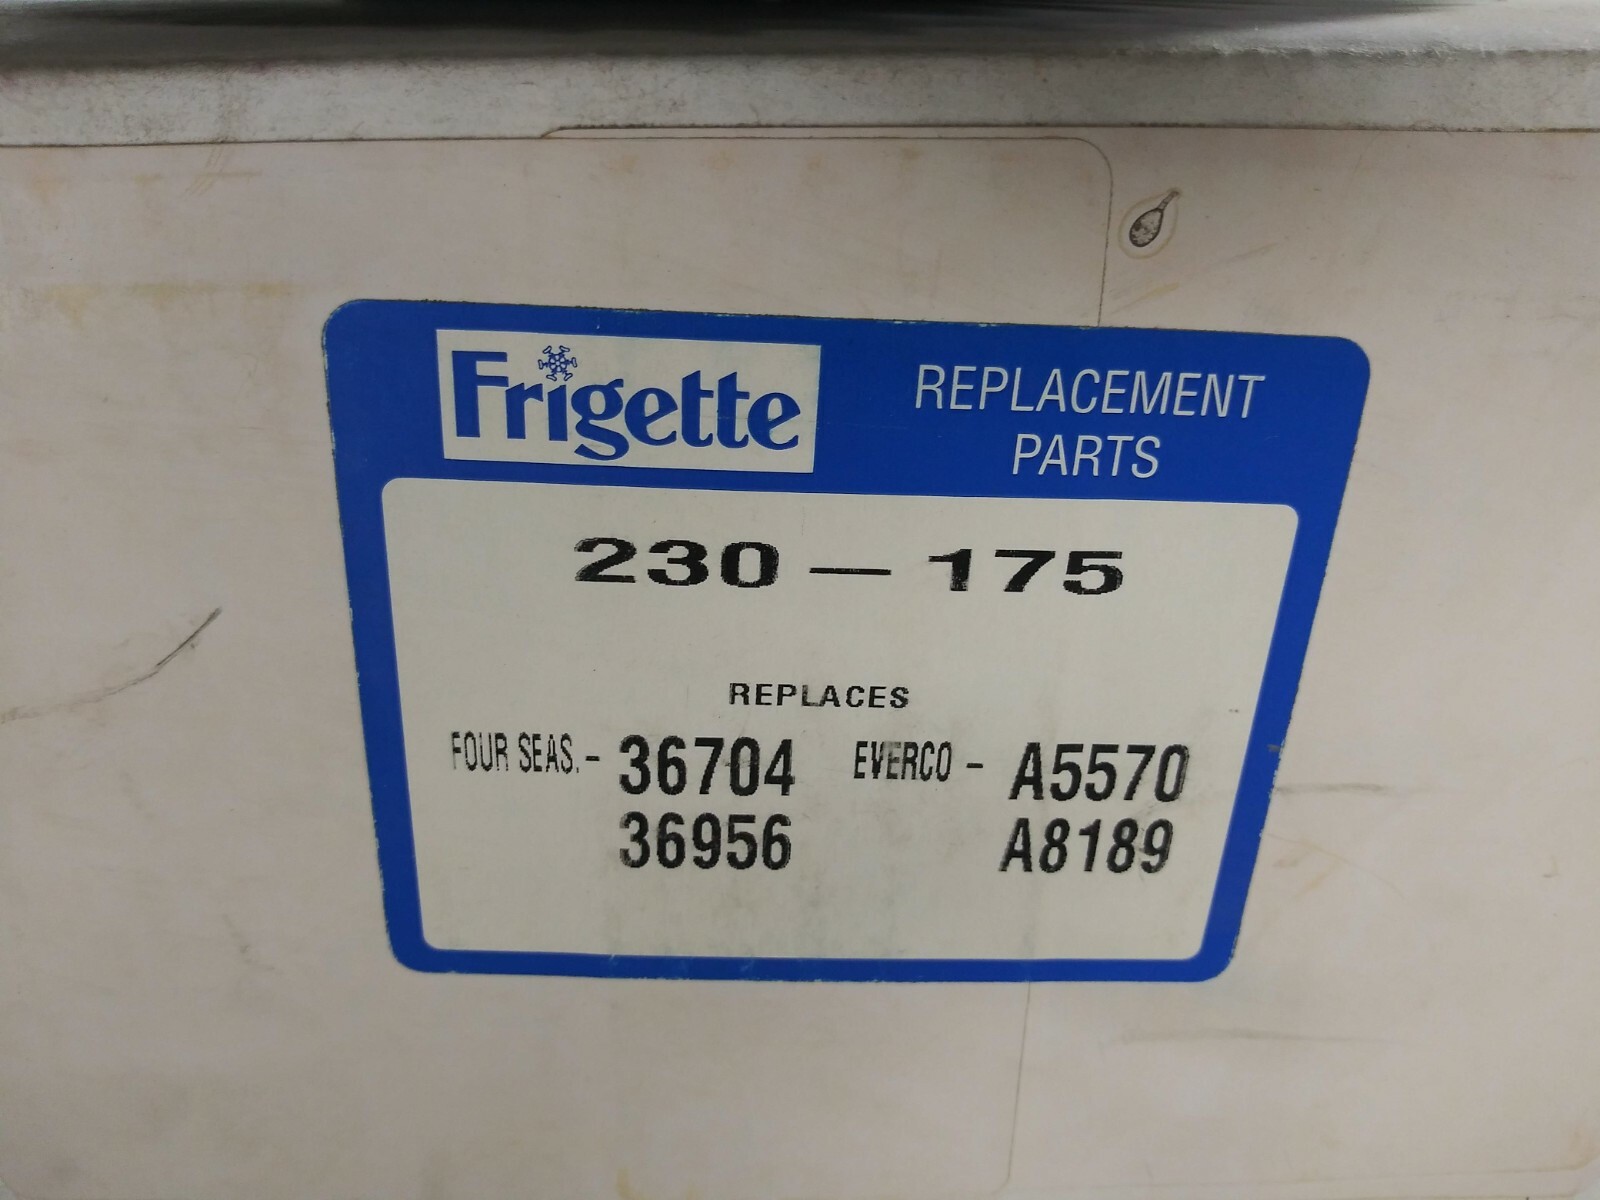 Frigette
REPLACEMENT
PARTS
230 — 175
REPLACES
FOUR SEAS. - 36704 EVERCO - A5570
36956 A8189